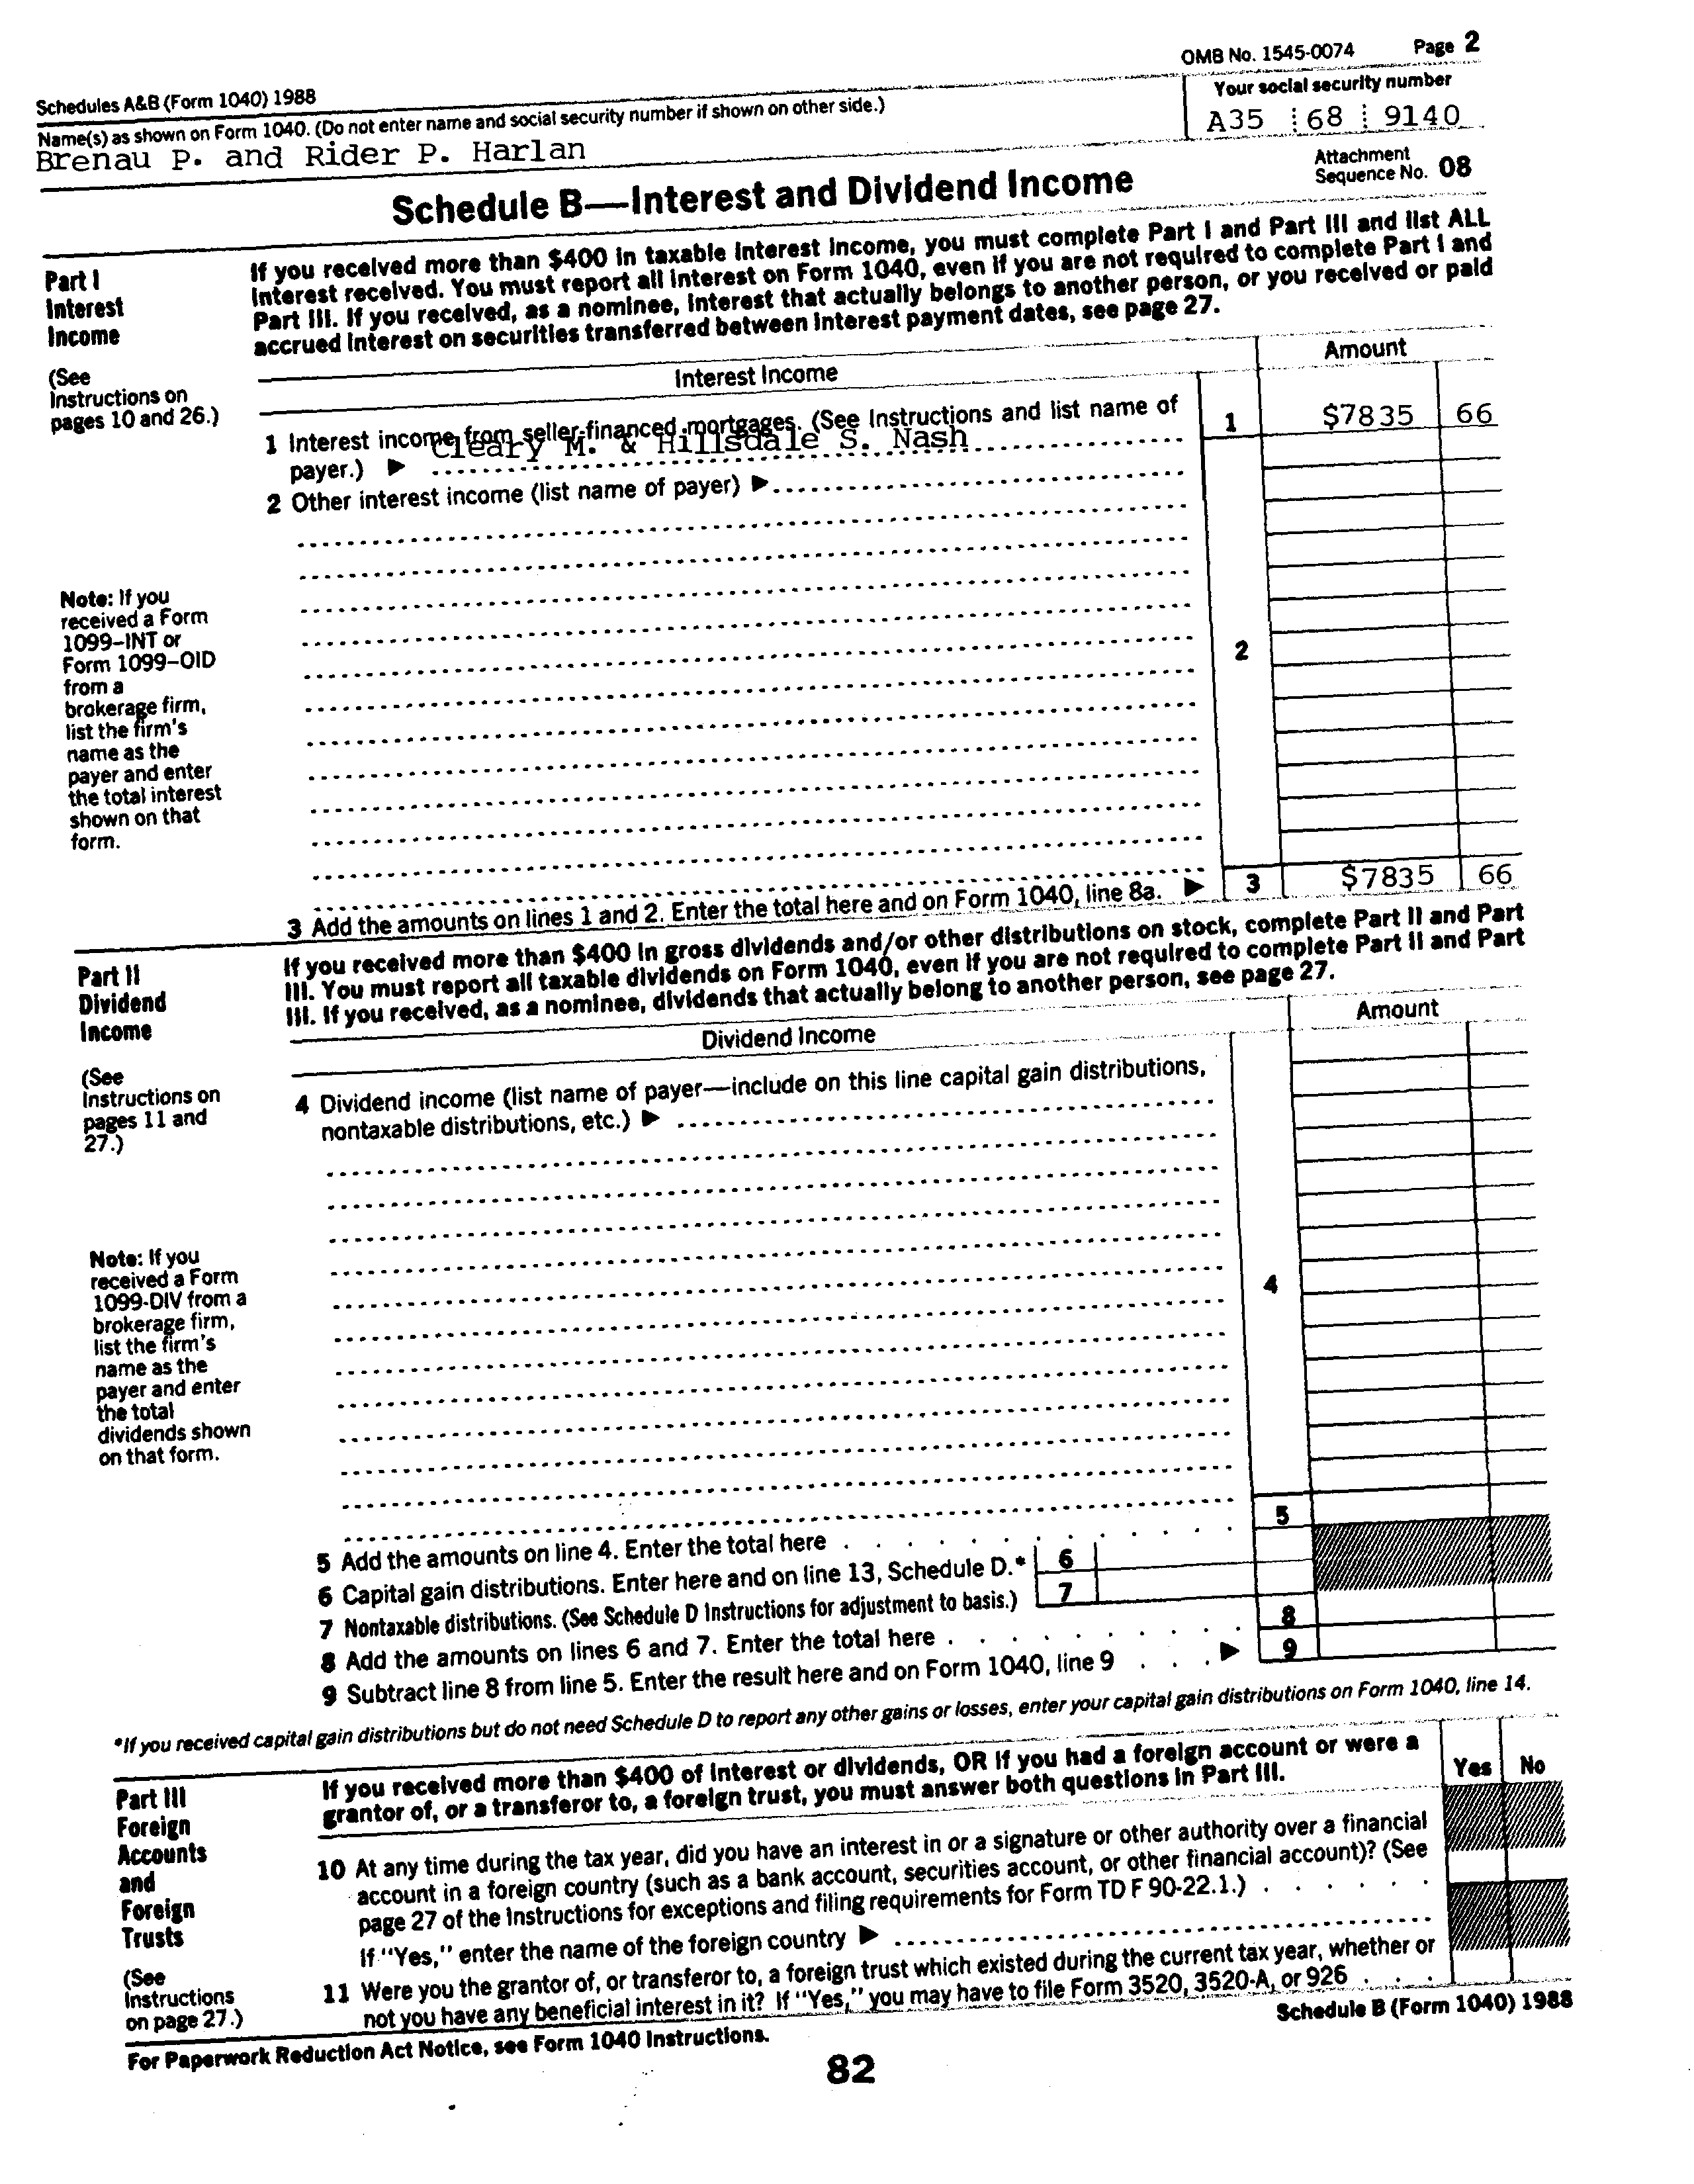 OMB No. 1545-0074 Page 2
Schedules A&B (Form 1040) 1988
Your social security number
Name(s) as shown on Form 1040. (Do not enter name and social security number if shown on other side.)
A35 68 9140
Brenau P. and Rider P. Harlan
Attachment
Sequence No. 08
Schedule B—Interest and Dividend Income
Part I
Interest
Income
(See
Instructions on
pages 10 and 26.)
If you received more than $400 in taxable interest income, you must complete Part I and Part III and list ALL
interest received. You must report all interest on Form 1040, even if you are not required to complete Part I and
Part III. If you received, as a nominee, interest that actually belongs to another person, or you received or paid
accrued interest on securities transferred between interest payment dates, see page 27.
Interest Income Amount
1 Interest income from seller-financed mortgages. (See Instructions and list name of
payer.) ▶ Cleary M. & Hillsdale S. Nash 1 $7835 66
2 Other interest income (list name of payer) ▶
2
Note: If you
received a Form
1099–INT or
Form 1099–OID
from a
brokerage firm,
list the firm's
name as the
payer and enter
the total interest
shown on that
form.
3 Add the amounts on lines 1 and 2. Enter the total here and on Form 1040, line 8a. ▶ 3 $7835 66
Part II
Dividend
Income
(See
Instructions on
pages 11 and
27.)
If you received more than $400 in gross dividends and/or other distributions on stock, complete Part II and Part
III. You must report all taxable dividends on Form 1040, even if you are not required to complete Part II and Part
III. If you received, as a nominee, dividends that actually belong to another person, see page 27.
Dividend Income Amount
4 Dividend income (list name of payer—include on this line capital gain distributions,
nontaxable distributions, etc.) ▶
4
Note: If you
received a Form
1099-DIV from a
brokerage firm,
list the firm's
name as the
payer and enter
the total
dividends shown
on that form.
5 Add the amounts on line 4. Enter the total here 5
6 Capital gain distributions. Enter here and on line 13, Schedule D.* 6
7 Nontaxable distributions. (See Schedule D Instructions for adjustment to basis.) 7
8 Add the amounts on lines 6 and 7. Enter the total here 8
9 Subtract line 8 from line 5. Enter the result here and on Form 1040, line 9 ▶ 9
*If you received capital gain distributions but do not need Schedule D to report any other gains or losses, enter your capital gain distributions on Form 1040, line 14.
Part III
Foreign
Accounts
and
Foreign
Trusts
(See
Instructions
on page 27.)
If you received more than $400 of interest or dividends, OR if you had a foreign account or were a
grantor of, or a transferor to, a foreign trust, you must answer both questions in Part III.
Yes No
10 At any time during the tax year, did you have an interest in or a signature or other authority over a financial
account in a foreign country (such as a bank account, securities account, or other financial account)? (See
page 27 of the Instructions for exceptions and filing requirements for Form TD F 90-22.1.)
If "Yes," enter the name of the foreign country ▶
11 Were you the grantor of, or transferor to, a foreign trust which existed during the current tax year, whether or
not you have any beneficial interest in it? If "Yes," you may have to file Form 3520, 3520-A, or 926
For Paperwork Reduction Act Notice, see Form 1040 Instructions.
Schedule B (Form 1040) 1988
82